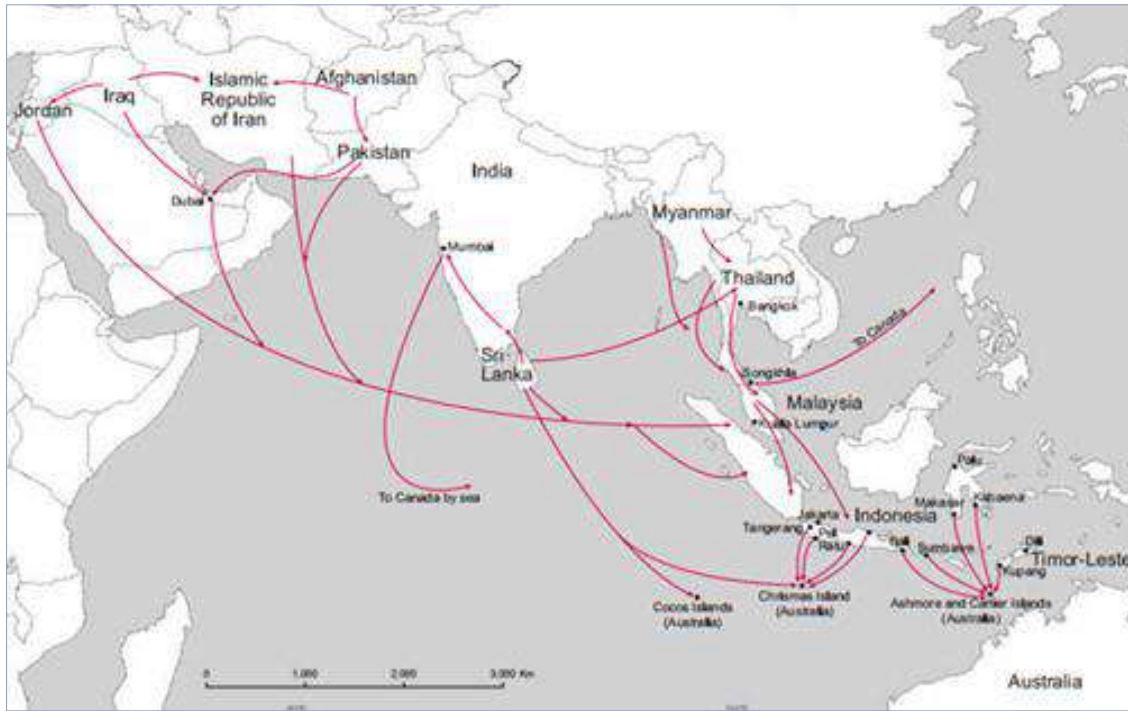 Jordan
Iraq
Islamic
Republic
of Iran
Afghanistan
Pakistan
Dubai
India
Mumbai
Myanmar
Thailand
Bangkok
To Canada
Songkhla
Malaysia
Kuala Lumpur
Sri
Lanka
To Canada by sea
Palu
Makasar
Kabaena
Jakarta
Indonesia
Tangerang
Bali
Sumbawa
Dili
Timor-Leste
Kupang
Cocos Islands
(Australia)
Christmas Island
(Australia)
Ashmore and Cartier Islands
(Australia)
Australia
0
1,000
2,000
3,000 Km